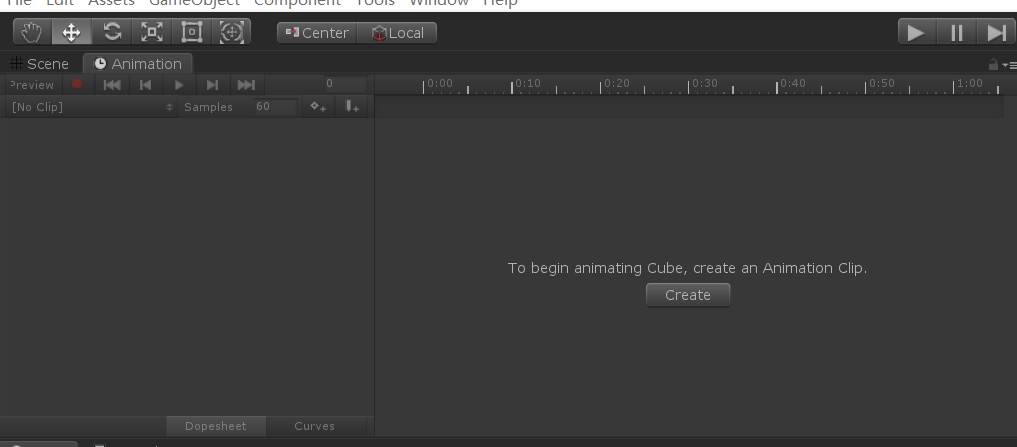 File Edit Assets GameObject Component Tools Window Help
Center Local
Scene Animation
Preview 0 0:00 0:10 0:20 0:30 0:40 0:50 1:00
[No Clip] Samples 60
To begin animating Cube, create an Animation Clip.
Create
Dopesheet Curves